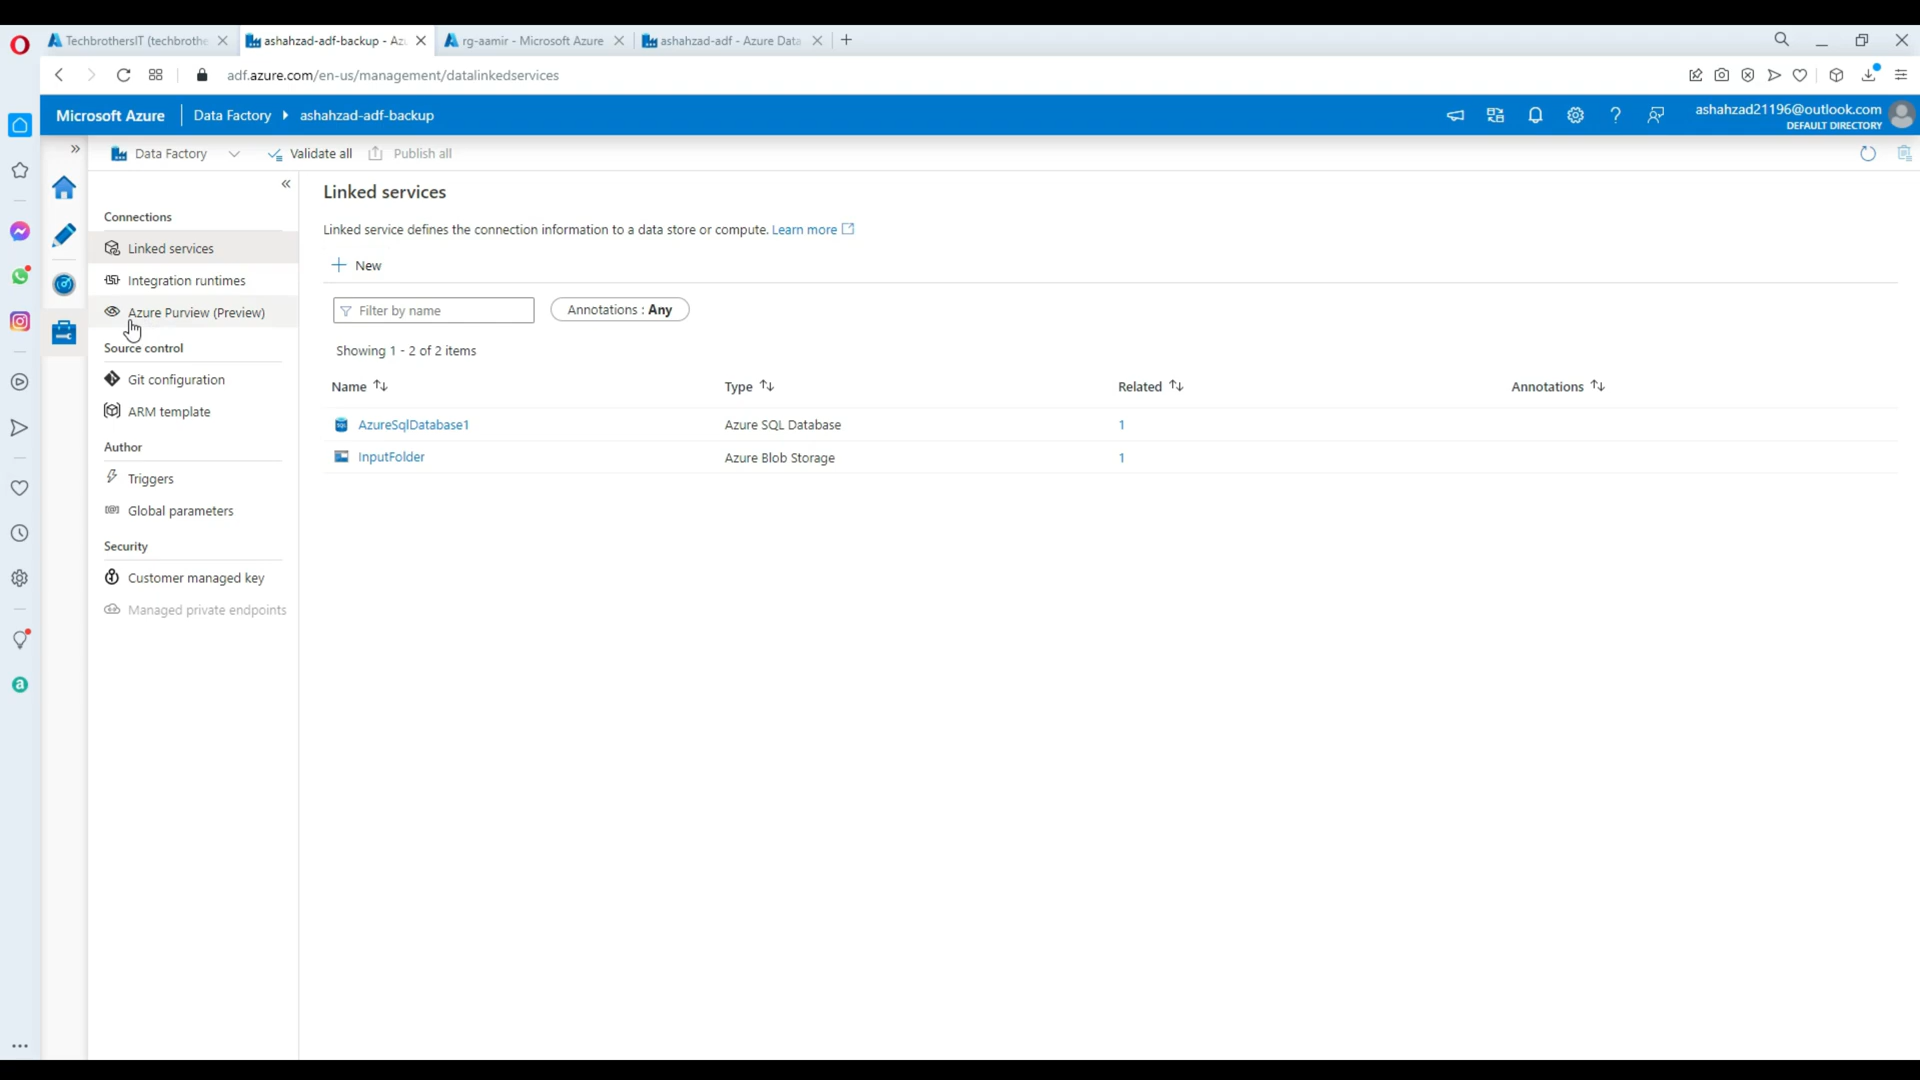 TechbrothersIT (techbrothe
ashahzad-adf-backup - Az
rg-aamir - Microsoft Azure
ashahzad-adf - Azure Data
adf.azure.com/en-us/management/datalinkedservices
Microsoft Azure
Data Factory
ashahzad-adf-backup
ashahzad21196@outlook.com
DEFAULT DIRECTORY
Data Factory
Validate all
Publish all
Connections
Linked services
Integration runtimes
Azure Purview (Preview)
Source control
Git configuration
ARM template
Author
Triggers
Global parameters
Security
Customer managed key
Managed private endpoints
Linked services
Linked service defines the connection information to a data store or compute. Learn more
New
Filter by name
Annotations : Any
Showing 1 - 2 of 2 items
Name Type Related Annotations
AzureSqlDatabase1 Azure SQL Database 1
InputFolder Azure Blob Storage 1